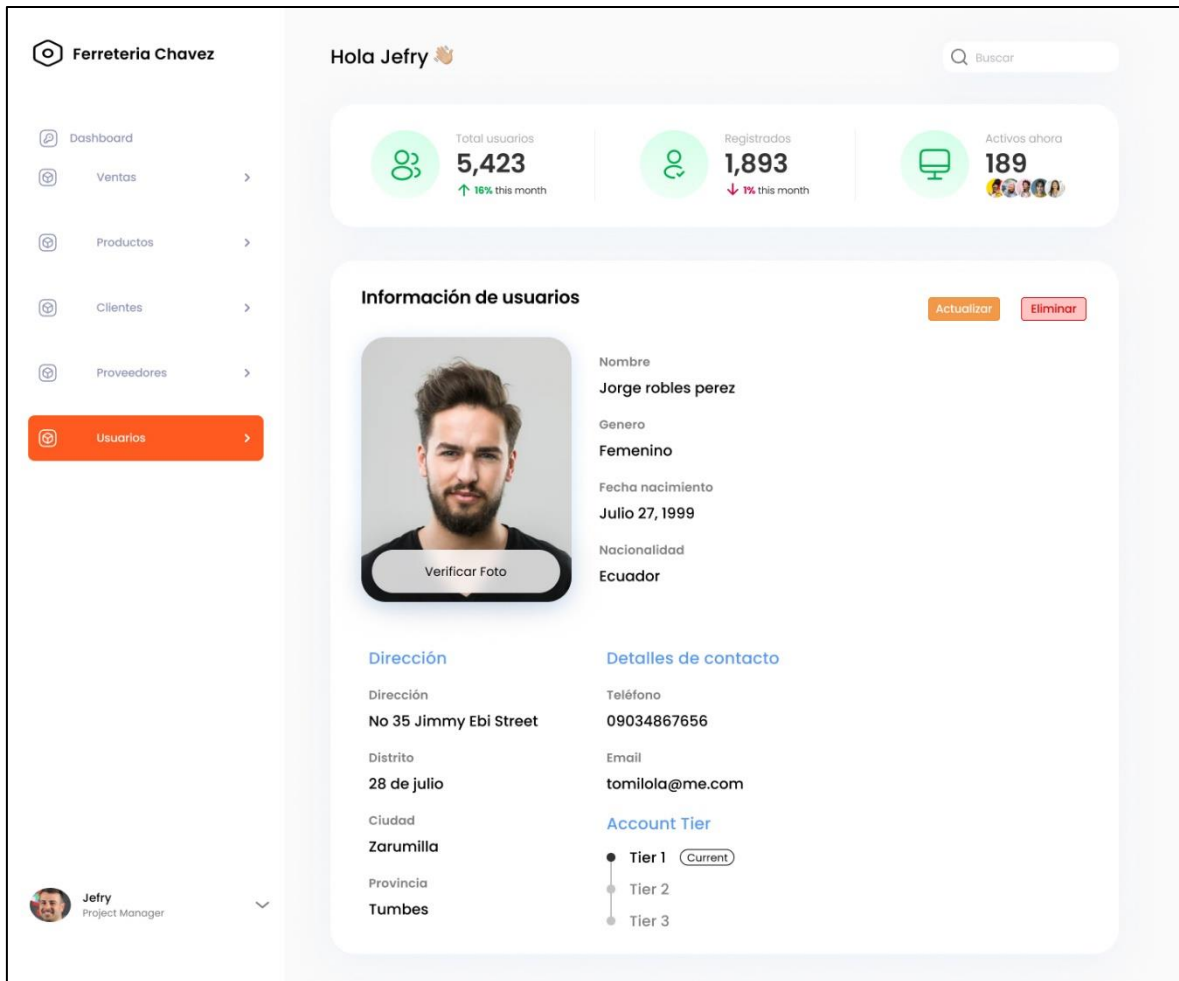 Ferreteria Chavez
Hola Jefry 👋🏼
Buscar
Dashboard
Ventas
Productos
Clientes
Proveedores
Usuarios
Total usuarios
5,423
16% this month
Registrados
1,893
1% this month
Activos ahora
189
Información de usuarios
Actualizar
Eliminar
Verificar Foto
Nombre
Jorge robles perez
Genero
Femenino
Fecha nacimiento
Julio 27, 1999
Nacionalidad
Ecuador
Dirección
Dirección
No 35 Jimmy Ebi Street
Distrito
28 de julio
Ciudad
Zarumilla
Provincia
Tumbes
Detalles de contacto
Teléfono
09034867656
Email
tomilola@me.com
Account Tier
Tier 1 Current
Tier 2
Tier 3
Jefry
Project Manager